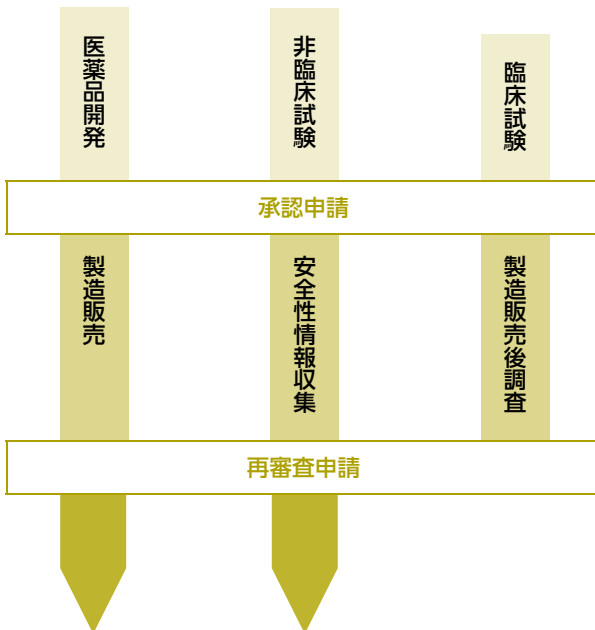 医薬品開発
非臨床試験
臨床試験
承認申請
製造販売
安全性情報収集
製造販売後調査
再審査申請